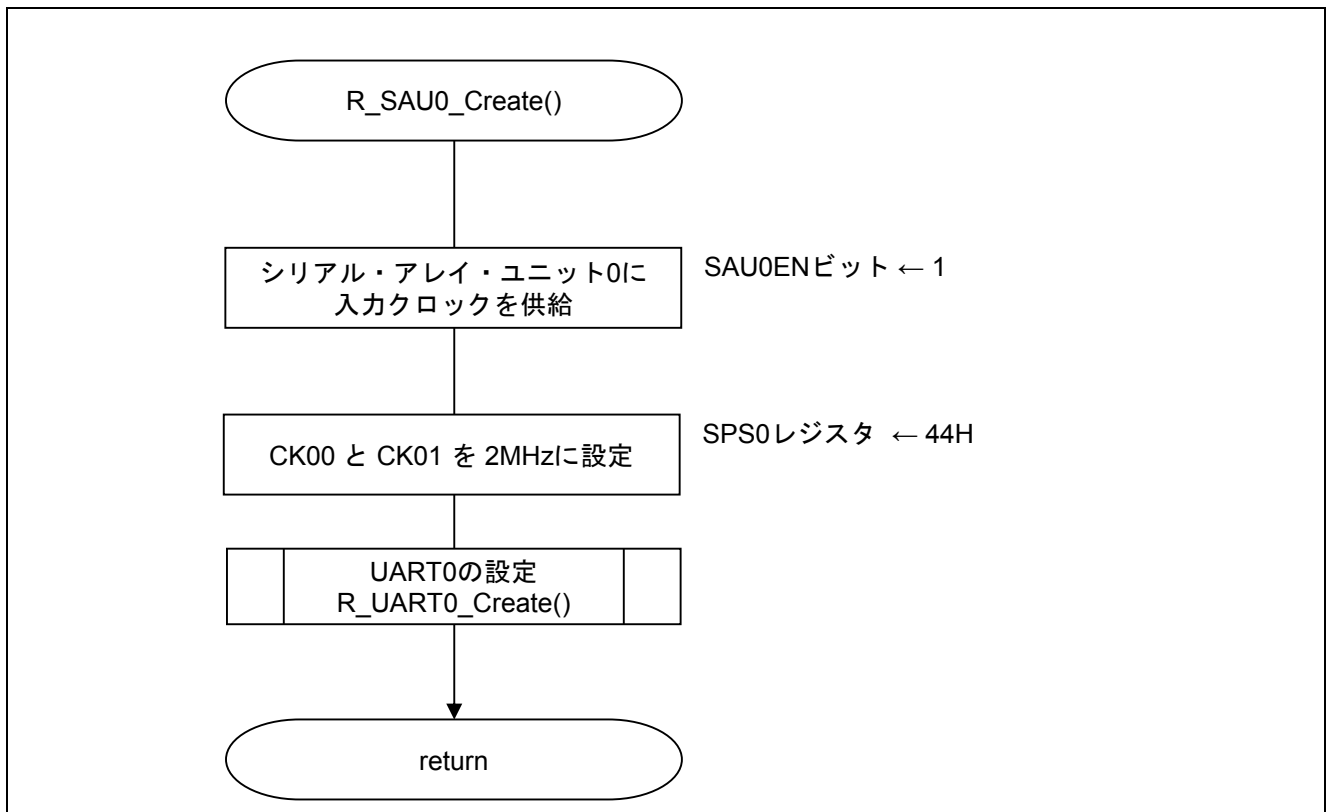 R_SAU0_Create()
シリアル・アレイ・ユニット0に
入力クロックを供給
SAU0ENビット ← 1
CK00 と CK01 を 2MHzに設定
SPS0レジスタ ← 44H
UART0の設定
R_UART0_Create()
return